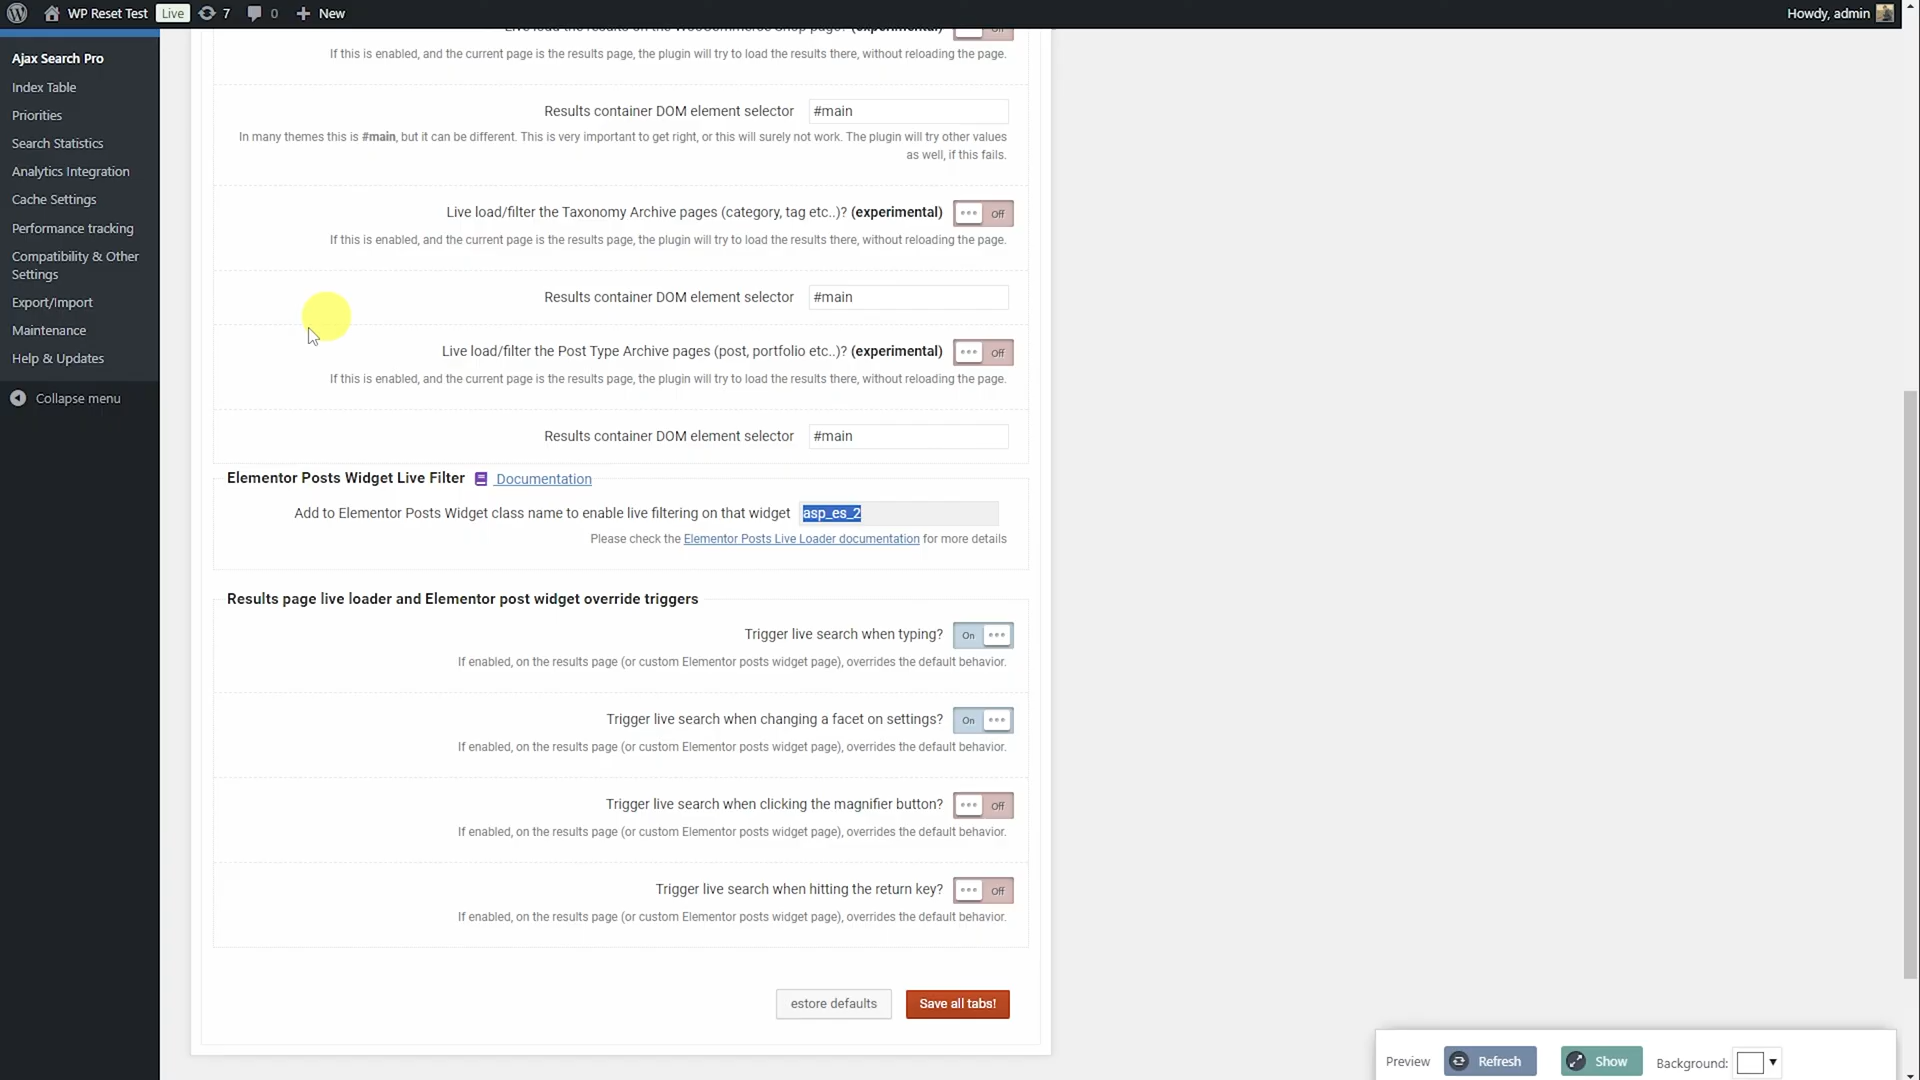 WP Reset Test Live 7 0 New Howdy, admin
Ajax Search Pro
Index Table
Priorities
Search Statistics
Analytics Integration
Cache Settings
Performance tracking
Compatibility & Other
Settings
Export/Import
Maintenance
Help & Updates
Collapse menu
Live load the results on the WooCommerce Shop page? (experimental) Off
If this is enabled, and the current page is the results page, the plugin will try to load the results there, without reloading the page.
Results container DOM element selector #main
In many themes this is #main, but it can be different. This is very important to get right, or this will surely not work. The plugin will try other values
as well, if this fails.
Live load/filter the Taxonomy Archive pages (category, tag etc..)? (experimental) Off
If this is enabled, and the current page is the results page, the plugin will try to load the results there, without reloading the page.
Results container DOM element selector #main
Live load/filter the Post Type Archive pages (post, portfolio etc..)? (experimental) Off
If this is enabled, and the current page is the results page, the plugin will try to load the results there, without reloading the page.
Results container DOM element selector #main
Elementor Posts Widget Live Filter Documentation
Add to Elementor Posts Widget class name to enable live filtering on that widget asp_es_2
Please check the Elementor Posts Live Loader documentation for more details
Results page live loader and Elementor post widget override triggers
Trigger live search when typing? On
If enabled, on the results page (or custom Elementor posts widget page), overrides the default behavior.
Trigger live search when changing a facet on settings? On
If enabled, on the results page (or custom Elementor posts widget page), overrides the default behavior.
Trigger live search when clicking the magnifier button? Off
If enabled, on the results page (or custom Elementor posts widget page), overrides the default behavior.
Trigger live search when hitting the return key? Off
If enabled, on the results page (or custom Elementor posts widget page), overrides the default behavior.
estore defaults Save all tabs!
Preview Refresh Show Background: